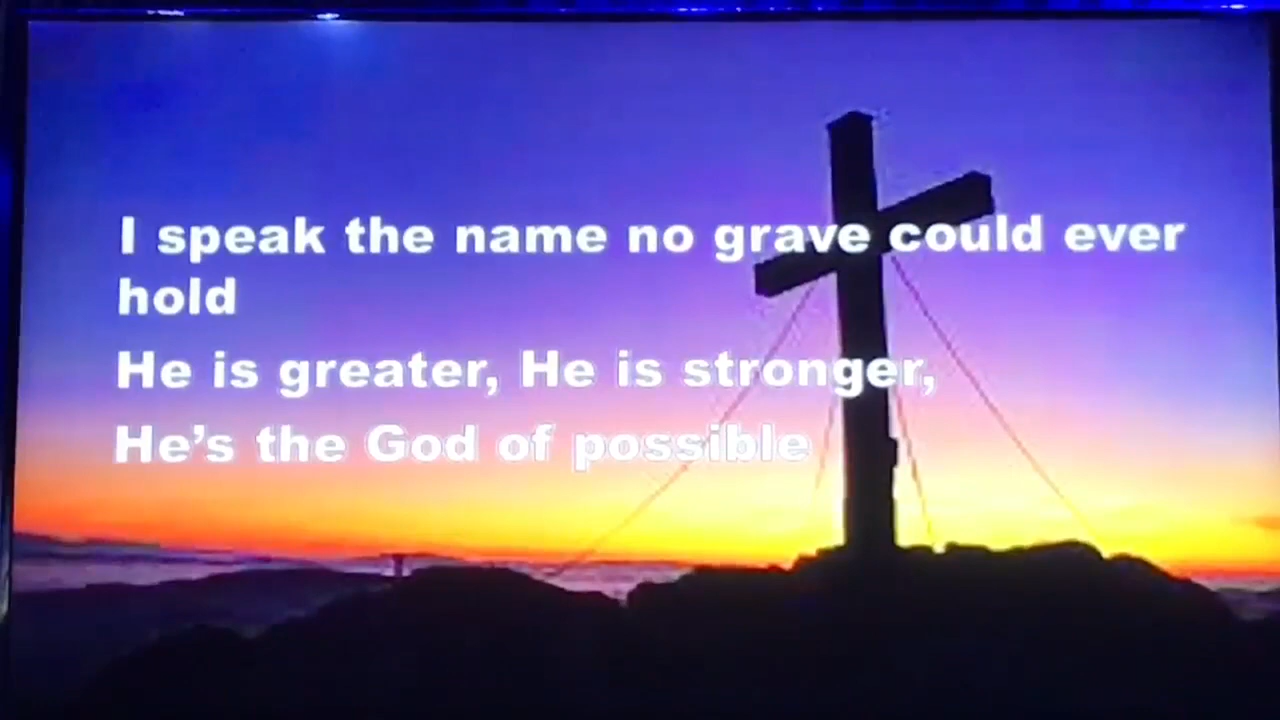 I speak the name no grave could ever
hold
He is greater, He is stronger,
He’s the God of possible